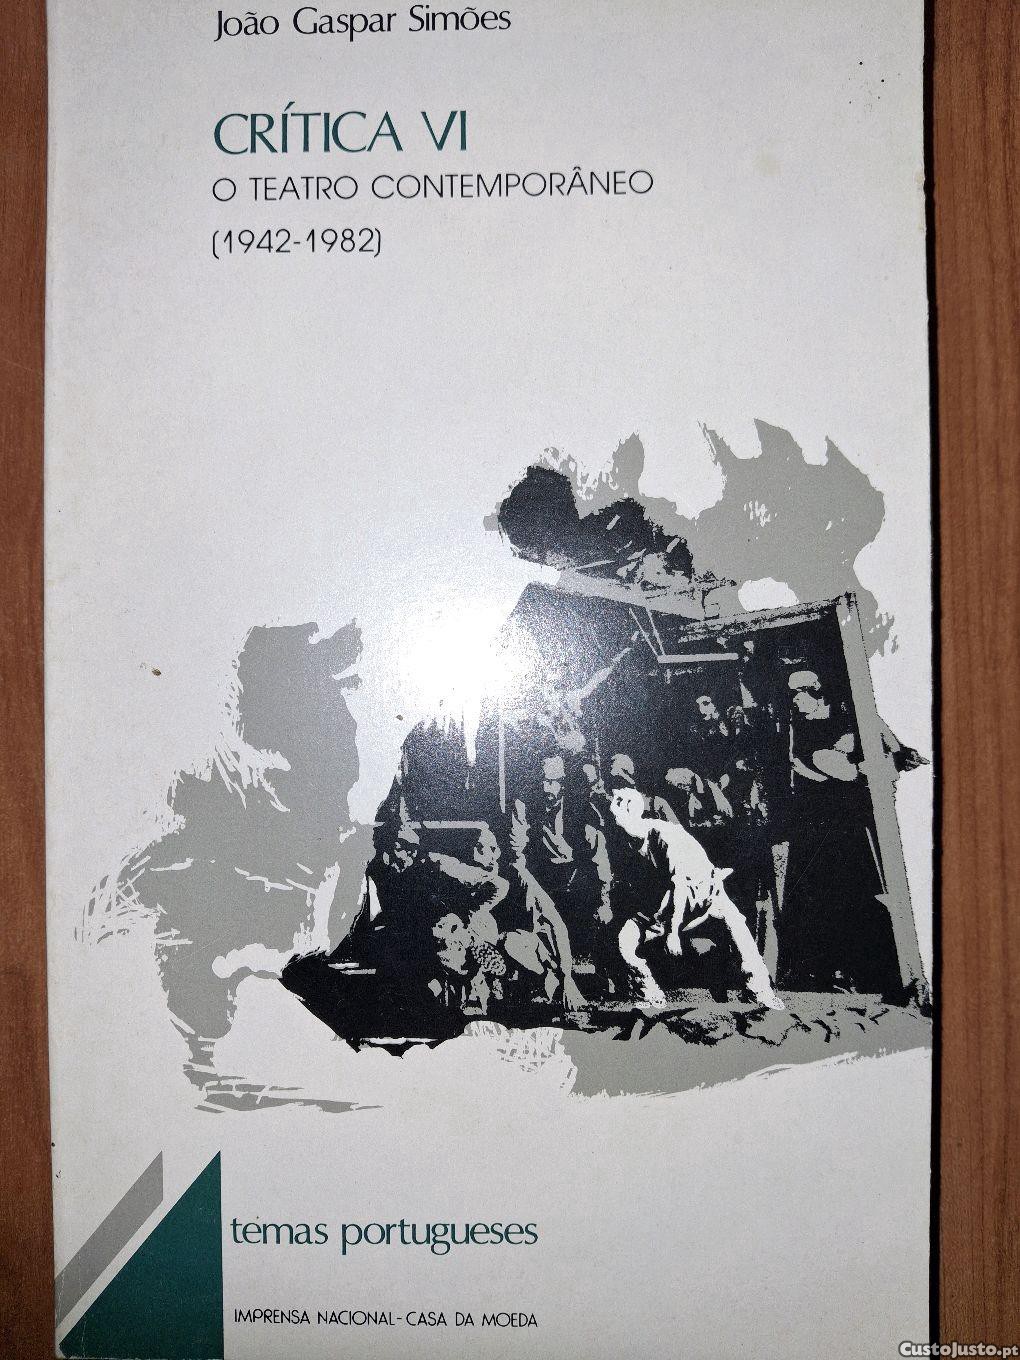 João Gaspar Simões
CRÍTICA VI
O TEATRO CONTEMPORÂNEO
(1942-1982)
temas portugueses
IMPRENSA NACIONAL - CASA DA MOEDA
CustoJusto.pt